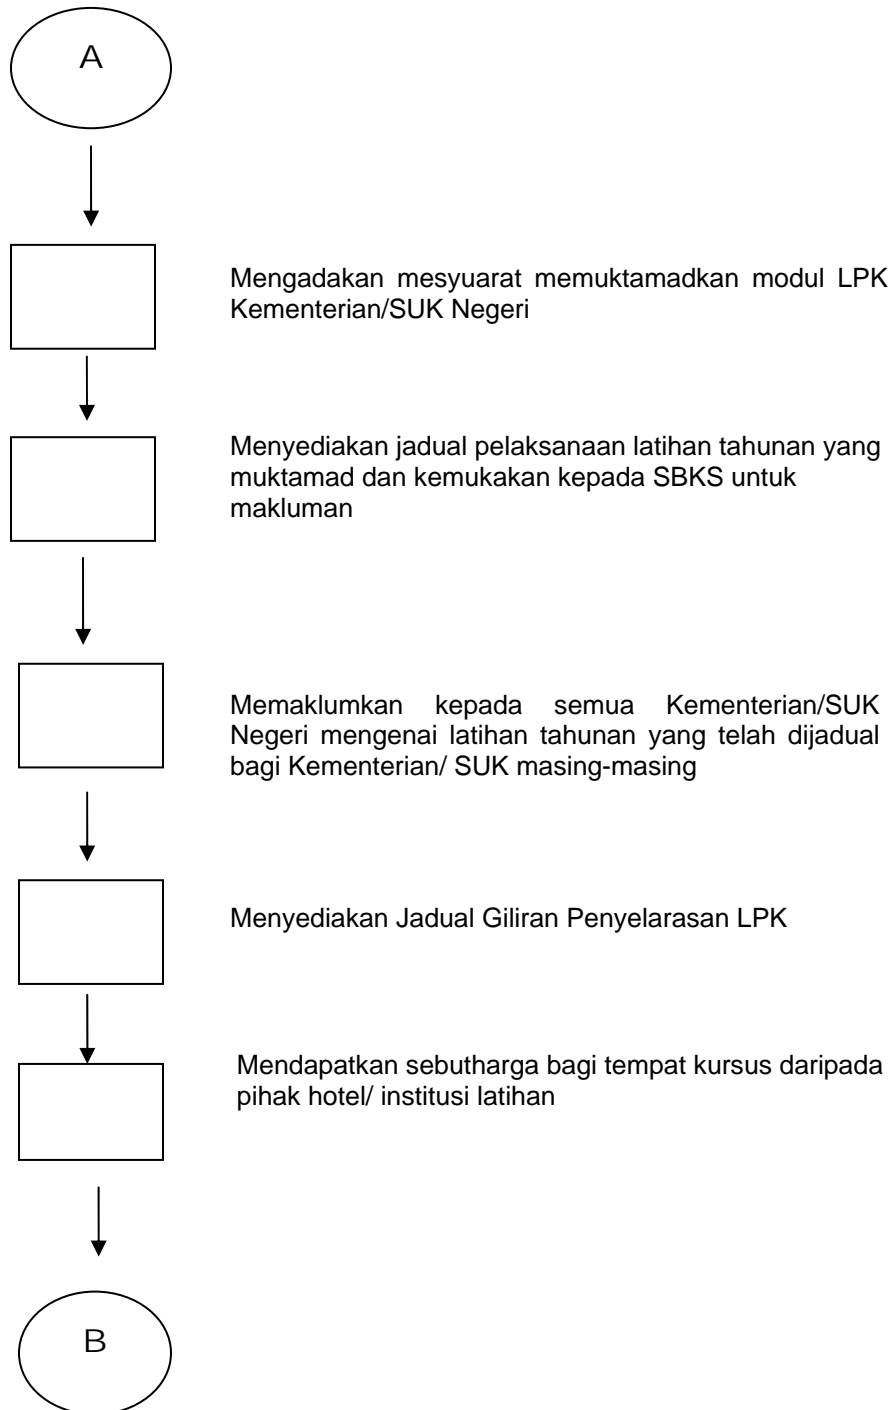 A
Mengadakan mesyuarat memuktamadkan modul LPK
Kementerian/SUK Negeri
Menyediakan jadual pelaksanaan latihan tahunan yang
muktamad dan kemukakan kepada SBKS untuk
makluman
Memaklumkan kepada semua Kementerian/SUK
Negeri mengenai latihan tahunan yang telah dijadual
bagi Kementerian/ SUK masing-masing
Menyediakan Jadual Giliran Penyelarasan LPK
Mendapatkan sebutharga bagi tempat kursus daripada
pihak hotel/ institusi latihan
B